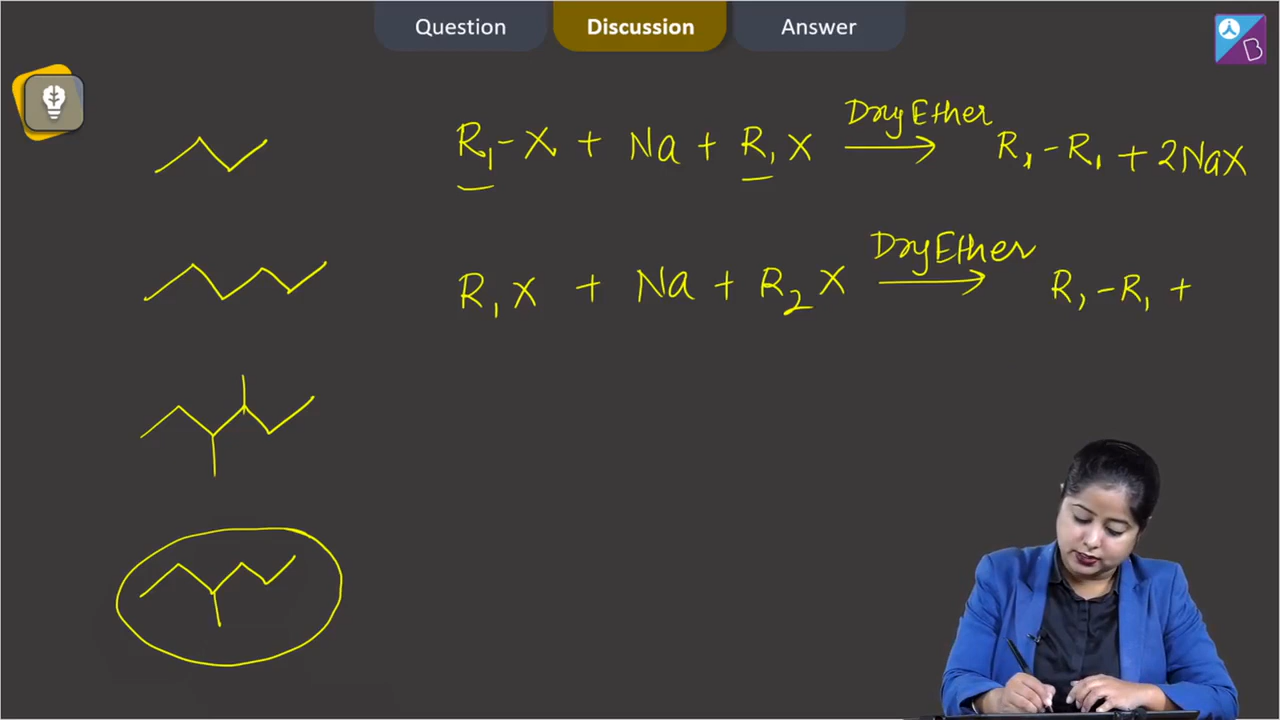 Question Discussion Answer
B
Dry Ether
R₁-X + Na + R₁X ⟶ R₁-R₁ + 2NaX
Dry Ether
R₁X + Na + R₂X ⟶ R₁-R₁ +